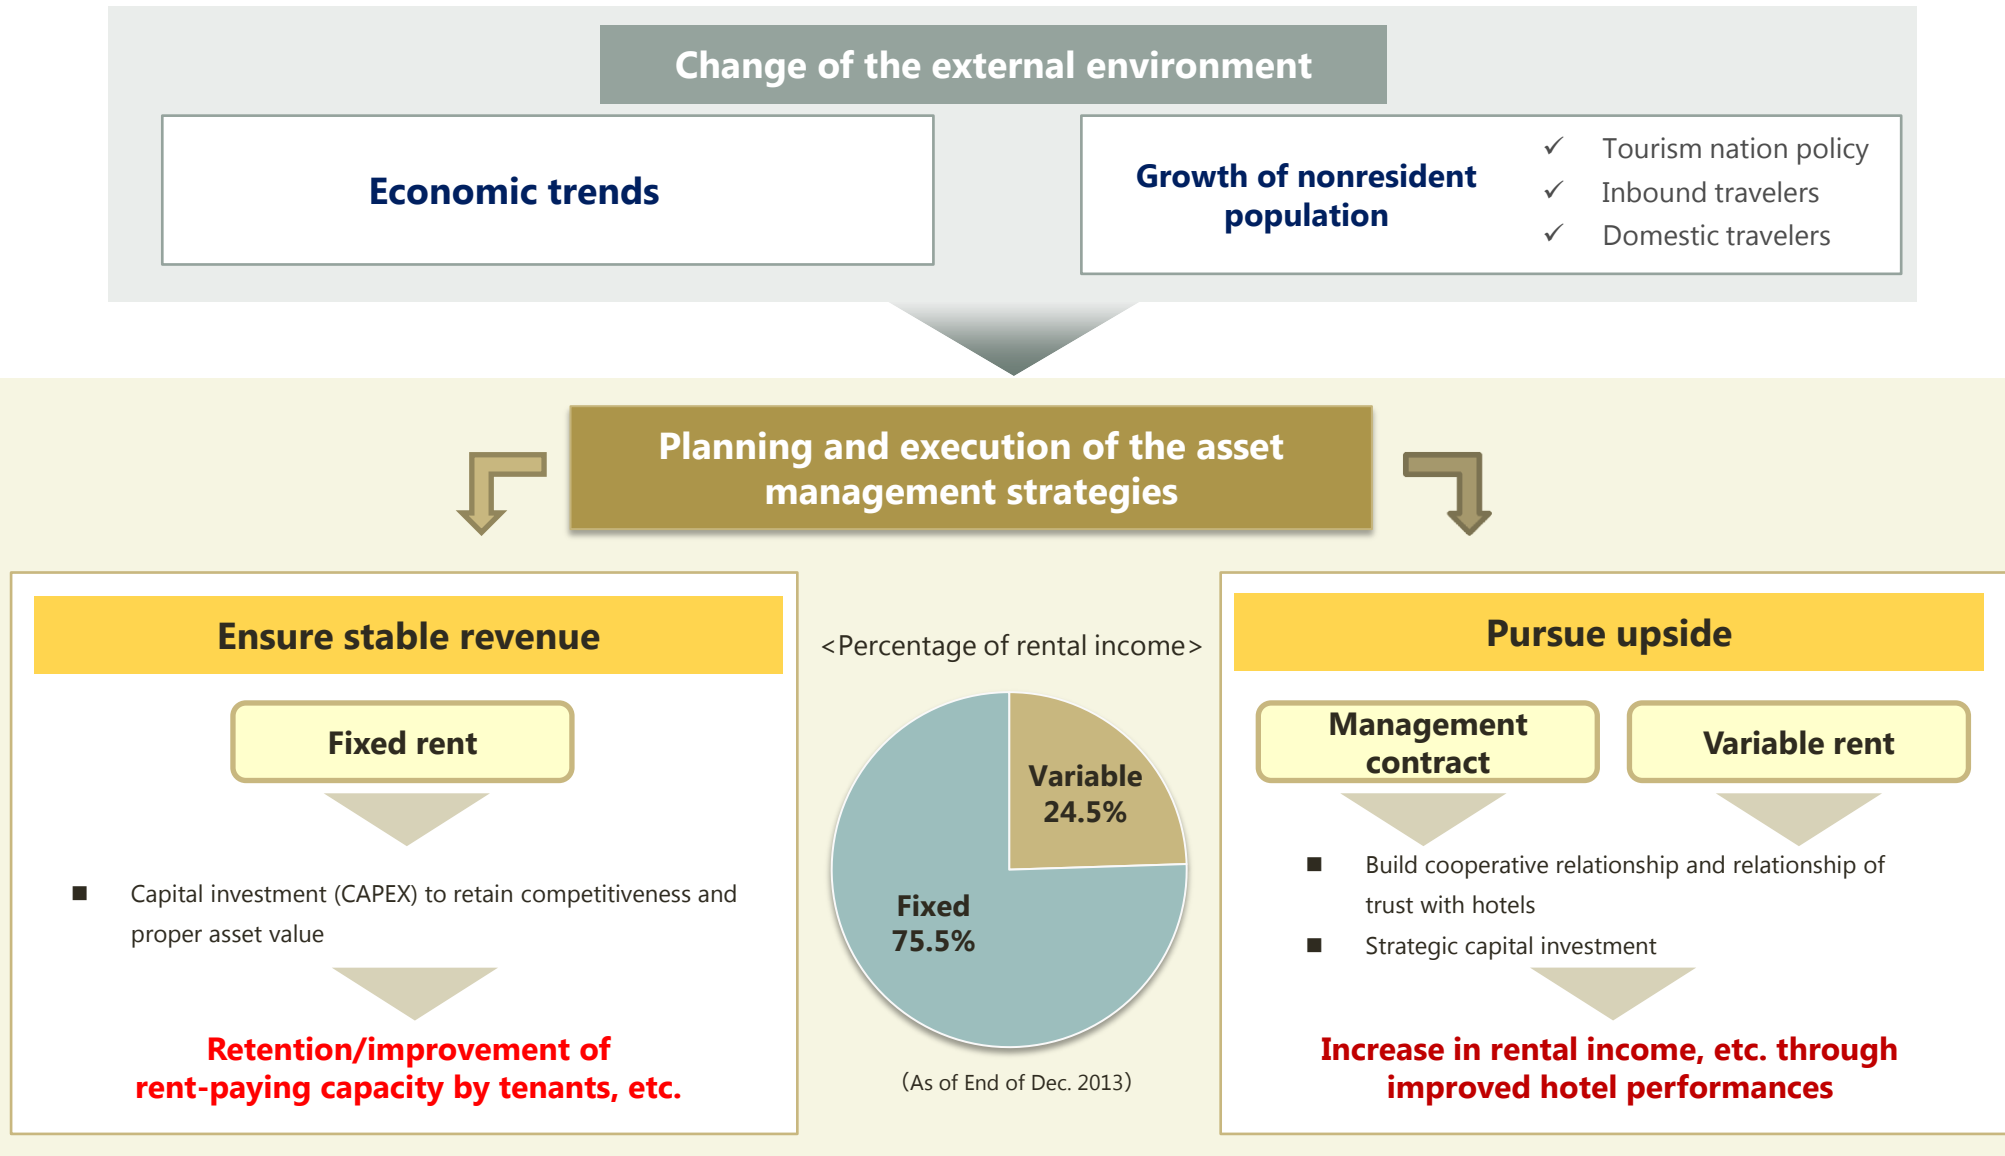 Change of the external environment
Economic trends
Growth of nonresident
population
✓ Tourism nation policy
✓ Inbound travelers
✓ Domestic travelers
Planning and execution of the asset
management strategies
Ensure stable revenue
Fixed rent
■ Capital investment (CAPEX) to retain competitiveness and
proper asset value
Retention/improvement of
rent-paying capacity by tenants, etc.
<Percentage of rental income>
Variable
24.5%
Fixed
75.5%
(As of End of Dec. 2013)
Pursue upside
Management
contract
Variable rent
■ Build cooperative relationship and relationship of
trust with hotels
■ Strategic capital investment
Increase in rental income, etc. through
improved hotel performances